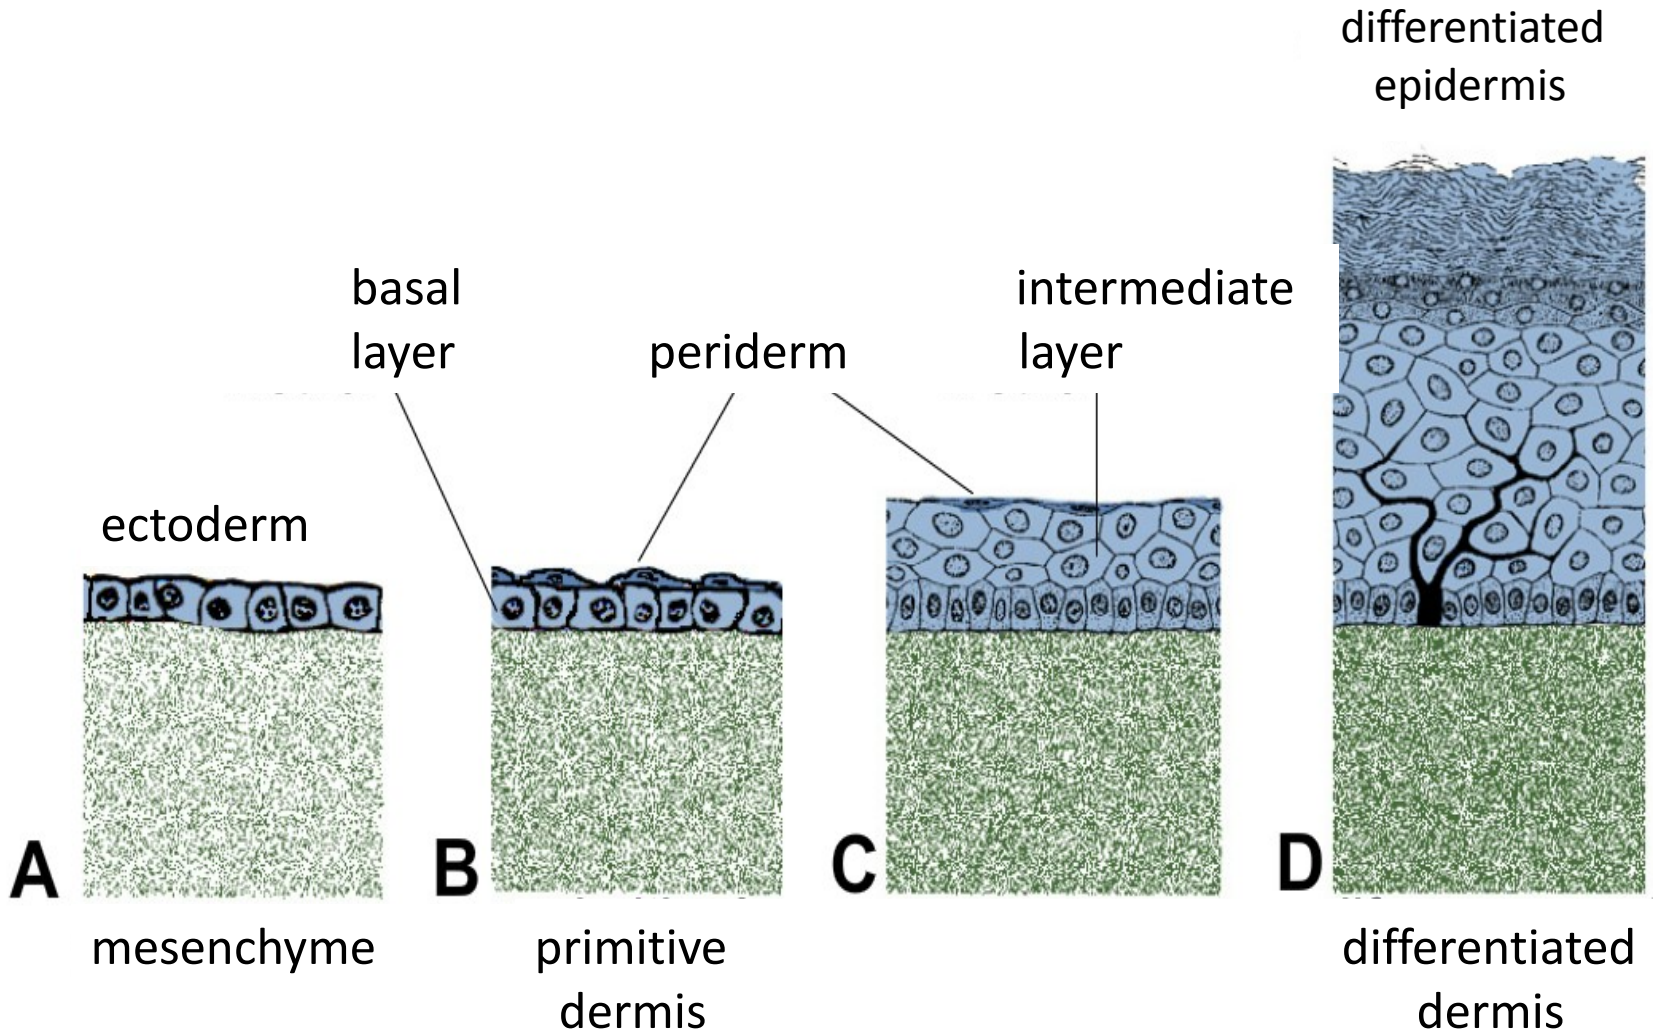 differentiated
epidermis
basal
layer
periderm
intermediate
layer
ectoderm
A
B
C
D
mesenchyme
primitive
dermis
differentiated
dermis